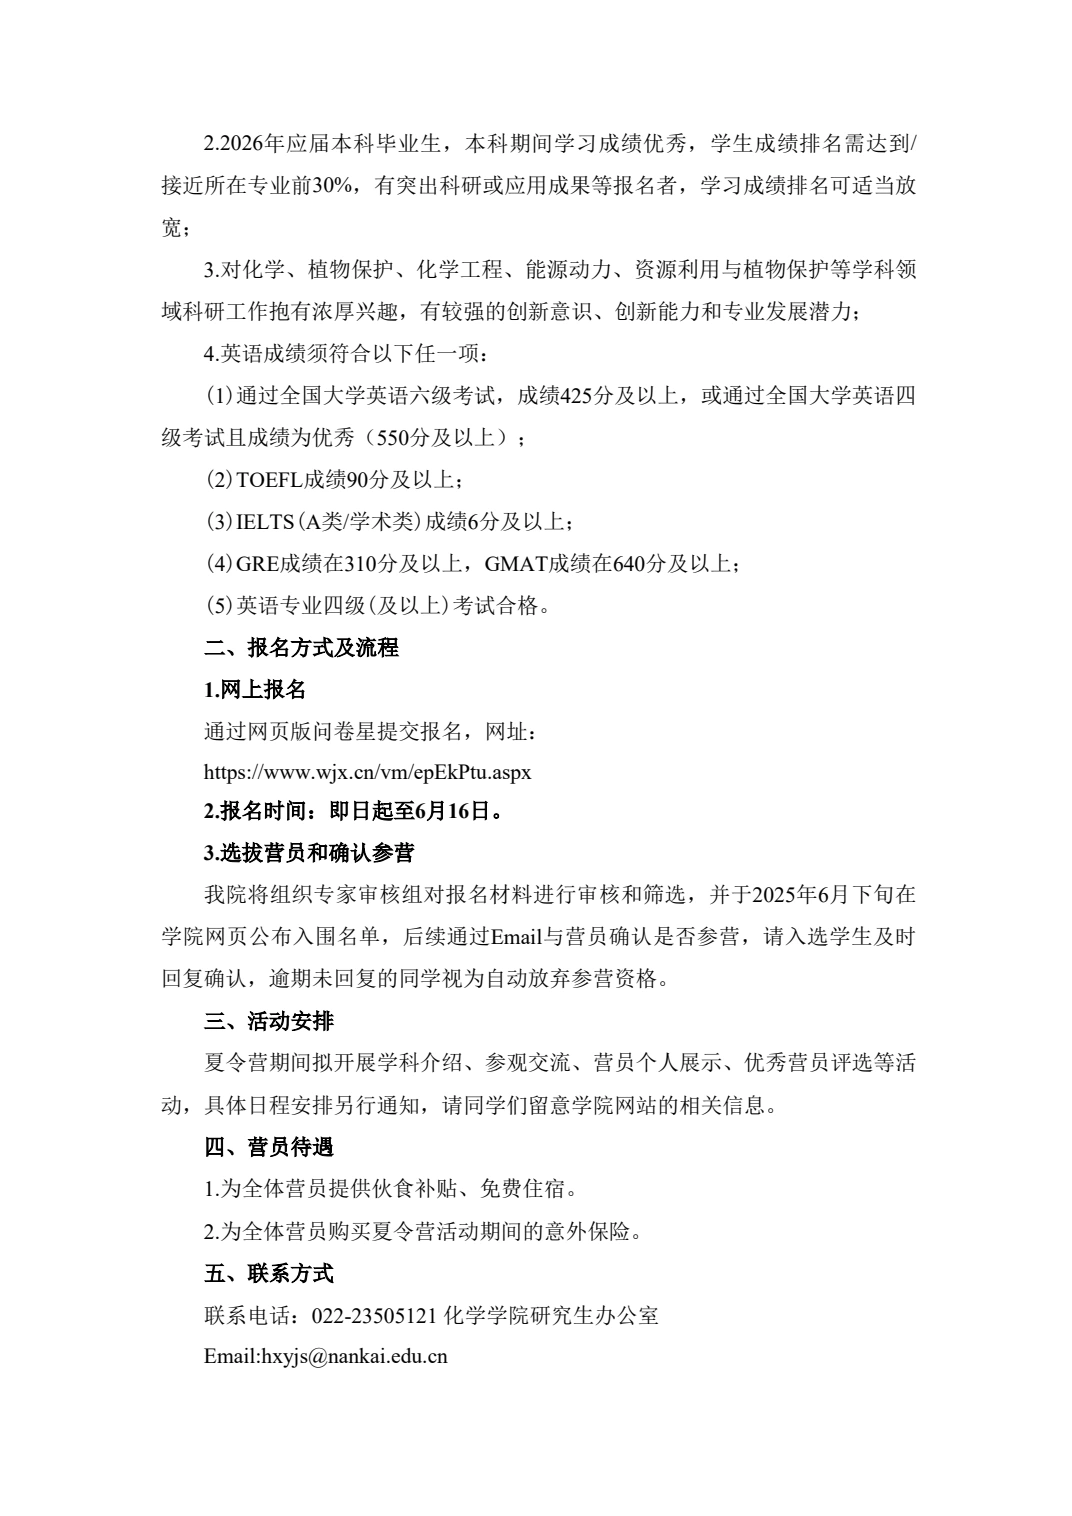 2.2026年应届本科毕业生，本科期间学习成绩优秀，学生成绩排名需达到/
接近所在专业前30%，有突出科研或应用成果等报名者，学习成绩排名可适当放
宽；
3.对化学、植物保护、化学工程、能源动力、资源利用与植物保护等学科领
域科研工作抱有浓厚兴趣，有较强的创新意识、创新能力和专业发展潜力；
4.英语成绩须符合以下任一项：
(1)通过全国大学英语六级考试，成绩425分及以上，或通过全国大学英语四
级考试且成绩为优秀（550分及以上）；
(2)TOEFL成绩90分及以上；
(3)IELTS(A类/学术类)成绩6分及以上；
(4)GRE成绩在310分及以上，GMAT成绩在640分及以上；
(5)英语专业四级(及以上)考试合格。
二、报名方式及流程
1.网上报名
通过网页版问卷星提交报名，网址：
https://www.wjx.cn/vm/epEkPtu.aspx
2.报名时间：即日起至6月16日。
3.选拔营员和确认参营
我院将组织专家审核组对报名材料进行审核和筛选，并于2025年6月下旬在
学院网页公布入围名单，后续通过Email与营员确认是否参营，请入选学生及时
回复确认，逾期未回复的同学视为自动放弃参营资格。
三、活动安排
夏令营期间拟开展学科介绍、参观交流、营员个人展示、优秀营员评选等活
动，具体日程安排另行通知，请同学们留意学院网站的相关信息。
四、营员待遇
1.为全体营员提供伙食补贴、免费住宿。
2.为全体营员购买夏令营活动期间的意外保险。
五、联系方式
联系电话：022-23505121 化学学院研究生办公室
Email:hxyjs@nankai.edu.cn